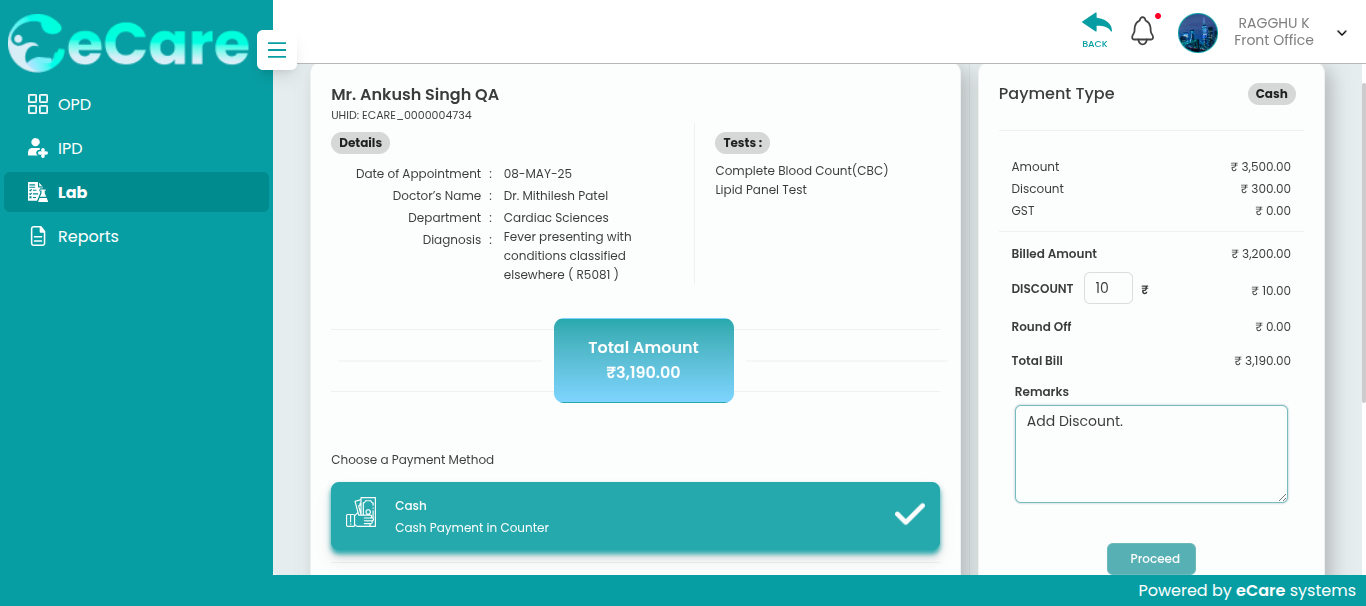 eCare
OPD
IPD
Lab
Reports
BACK
RAGGHU K
Front Office
Mr. Ankush Singh QA
UHID: ECARE_0000004734
Details
Date of Appointment : 08-MAY-25
Doctor's Name : Dr. Mithilesh Patel
Department : Cardiac Sciences
Diagnosis : Fever presenting with
conditions classified
elsewhere ( R5081 )
Tests :
Complete Blood Count(CBC)
Lipid Panel Test
Total Amount
₹3,190.00
Choose a Payment Method
Cash
Cash Payment in Counter
Payment Type Cash
Amount ₹ 3,500.00
Discount ₹ 300.00
GST ₹ 0.00
Billed Amount ₹ 3,200.00
DISCOUNT 10 ₹ ₹ 10.00
Round Off ₹ 0.00
Total Bill ₹ 3,190.00
Remarks
Add Discount.
Proceed
Powered by eCare systems